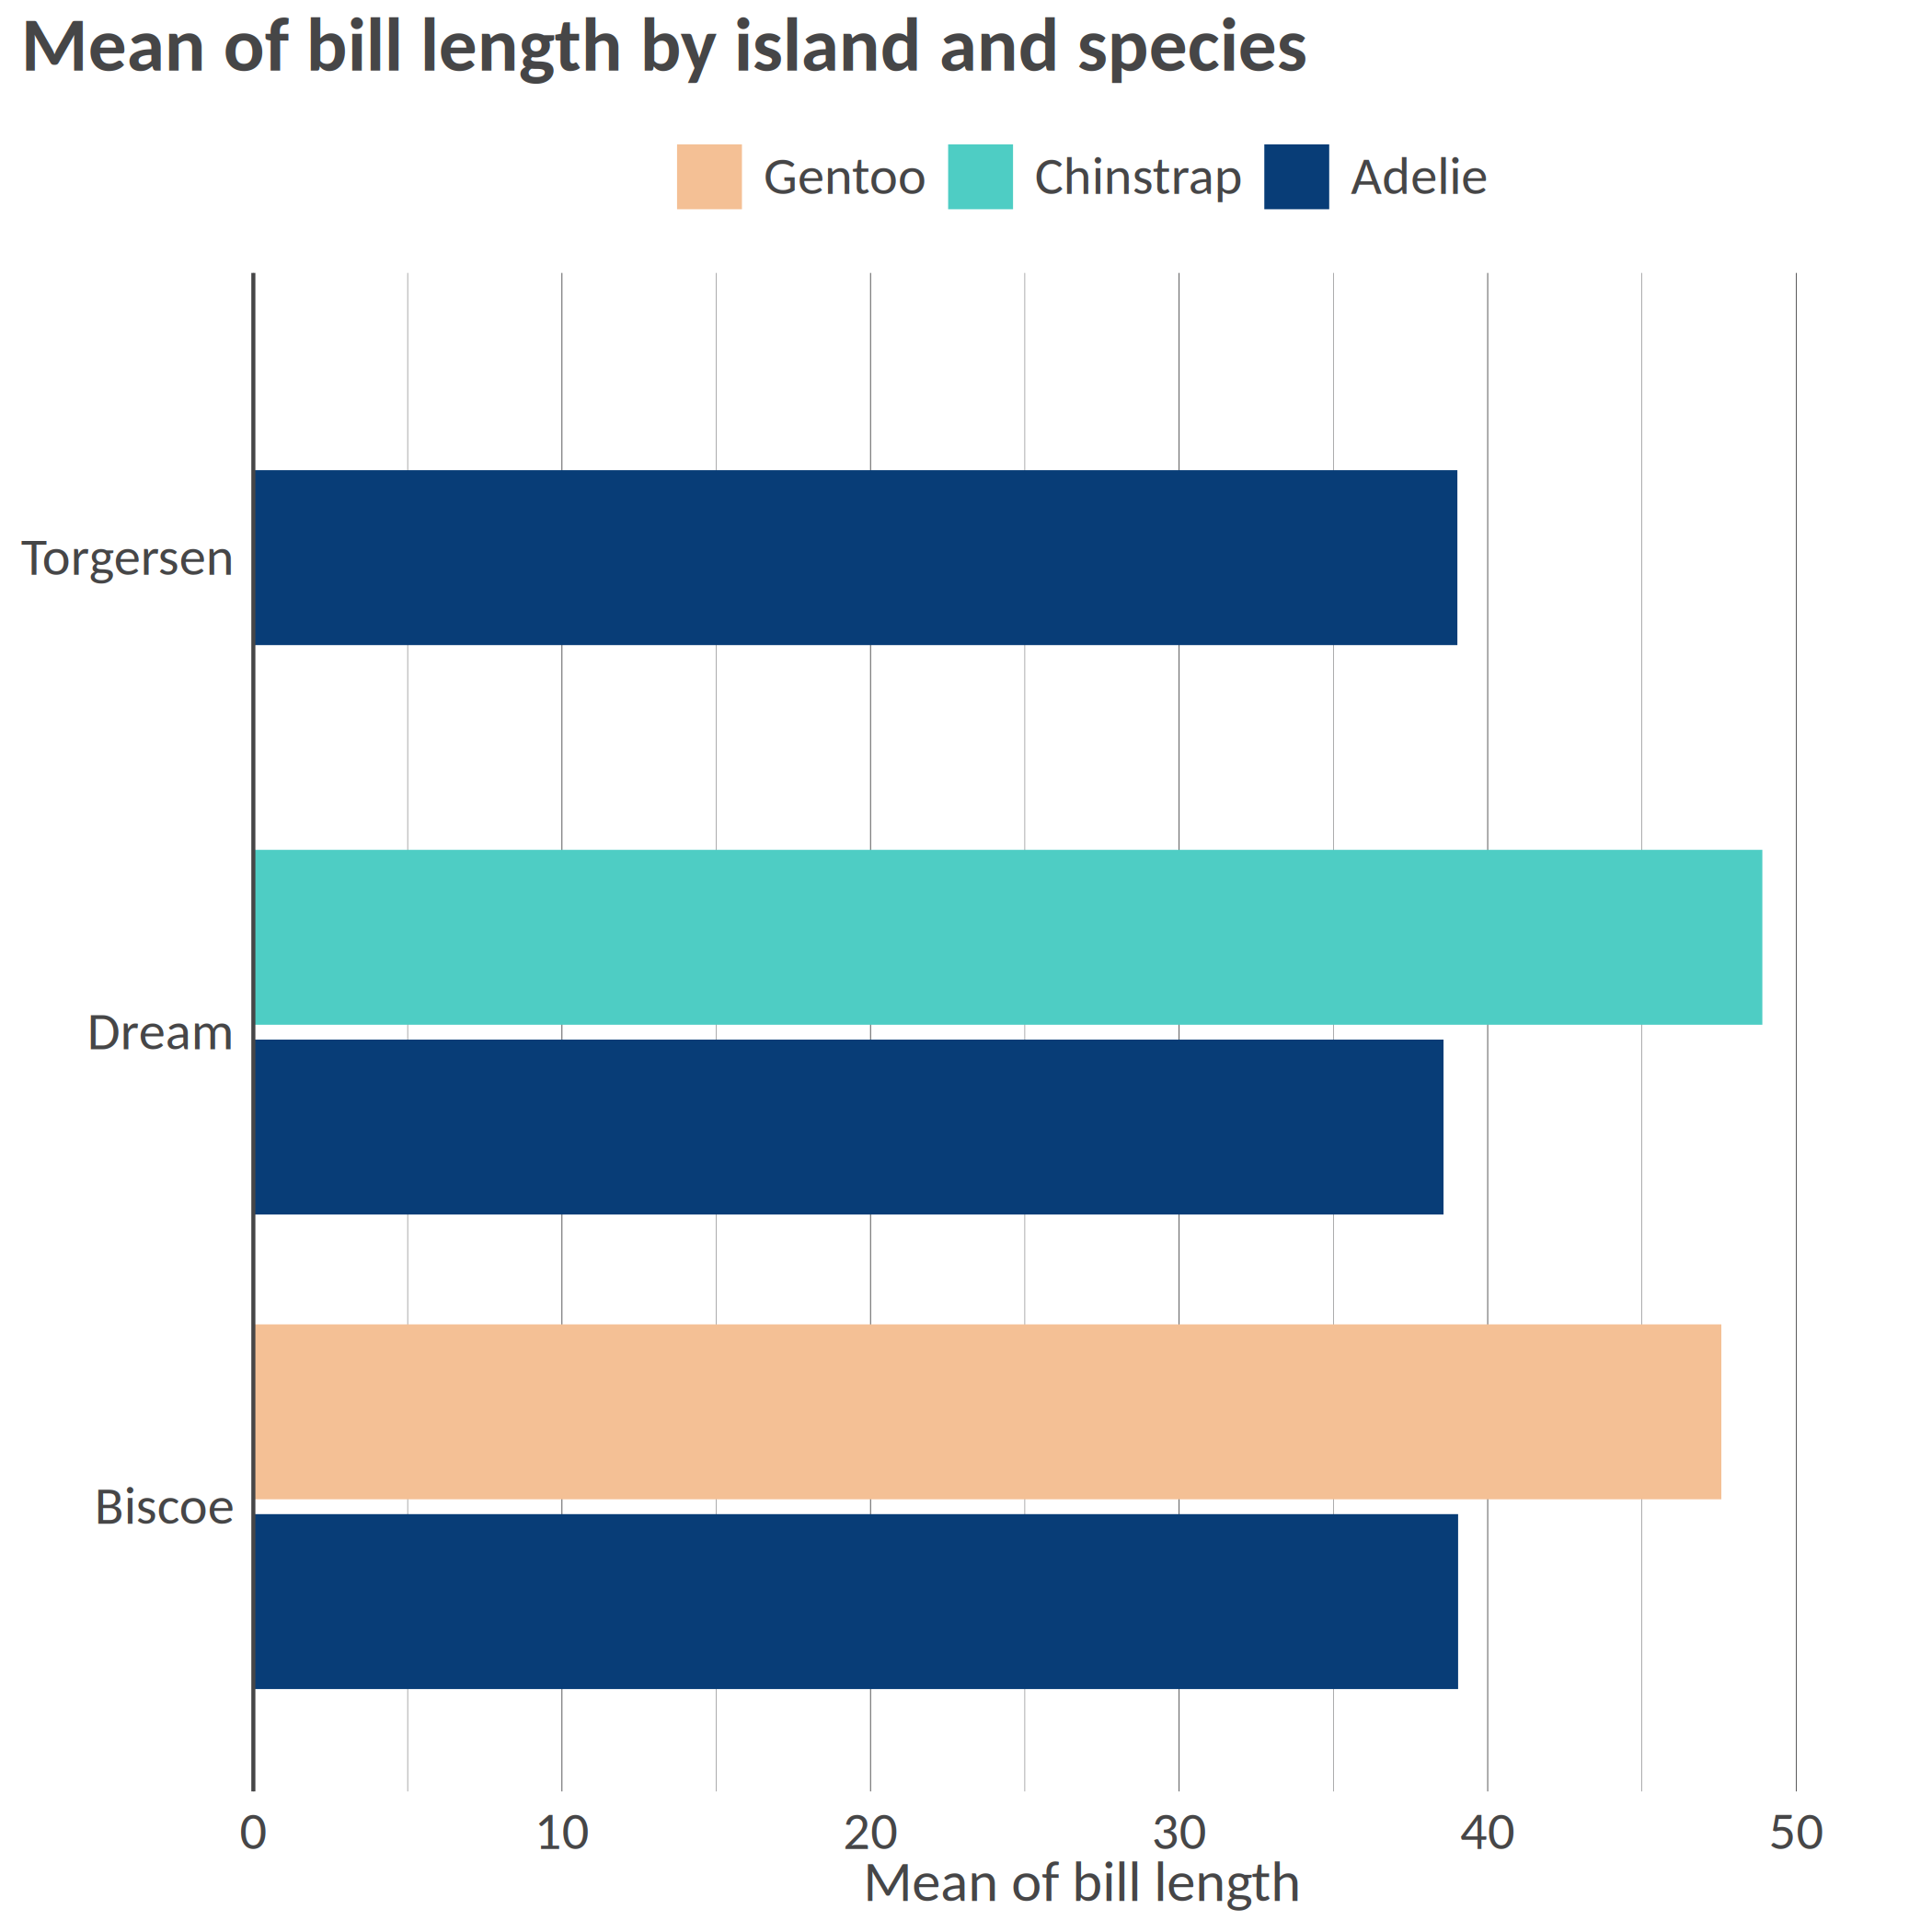 Mean of bill length by island and species
Gentoo Chinstrap Adelie
Torgersen
Dream
Biscoe
0 10 20 30 40 50
Mean of bill length